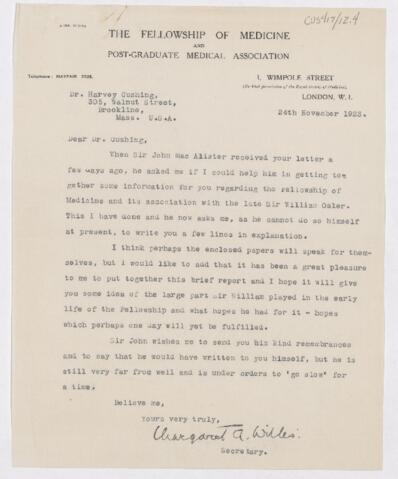 CUS417/12.4
THE FELLOWSHIP OF MEDICINE
AND
POST-GRADUATE MEDICAL ASSOCIATION
Telephone: MAYFAIR
1, WIMPOLE STREET
(By kind permission of the Royal Society of Medicine),
LONDON, W.1.
Dr. Harvey Cushing,
305, Walnut Street,
Brookline,
Mass. U.S.A.
24th November 1923.
Dear Dr. Cushing,
When Sir John Mac Alister received your letter a
few days ago, he asked me if I could help him in getting to=
gether some information for you regarding the Fellowship of
Medicine and its association with the late Sir William Osler.
This I have done and he now asks me, as he cannot do so himself
at present, to write you a few lines in explanation.
I think perhaps the enclosed papers will speak for them-
selves, but I would like to add that it has been a great pleasure
to me to put together this brief report and I hope it will give
you some idea of the large part Sir William played in the early
life of the Fellowship and what hopes he had for it - hopes
which perhaps one day will yet be fulfilled.
Sir John wishes me to send you his kind remembrances
and to say that he would have written to you himself, but he is
still very far from well and is under orders to 'go slow' for
a time.
Believe me,
Yours very truly,
Margaret A. Willis.
Secretary.